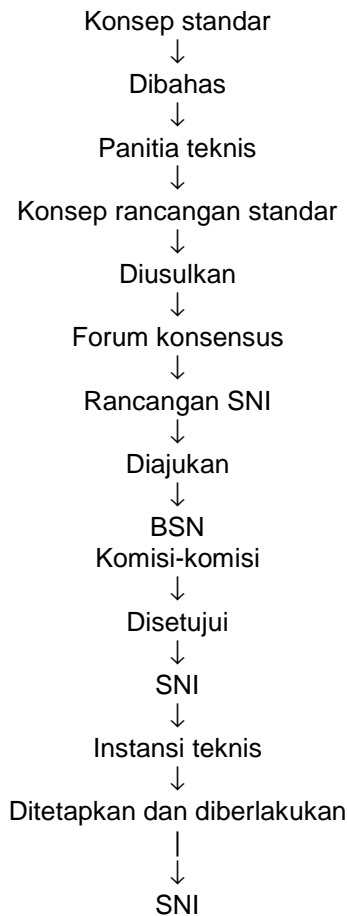 Konsep standar
↓
Dibahas
↓
Panitia teknis
↓
Konsep rancangan standar
↓
Diusulkan
↓
Forum konsensus
↓
Rancangan SNI
↓
Diajukan
↓
BSN
Komisi-komisi
↓
Disetujui
↓
SNI
↓
Instansi teknis
↓
Ditetapkan dan diberlakukan
|
↓
SNI